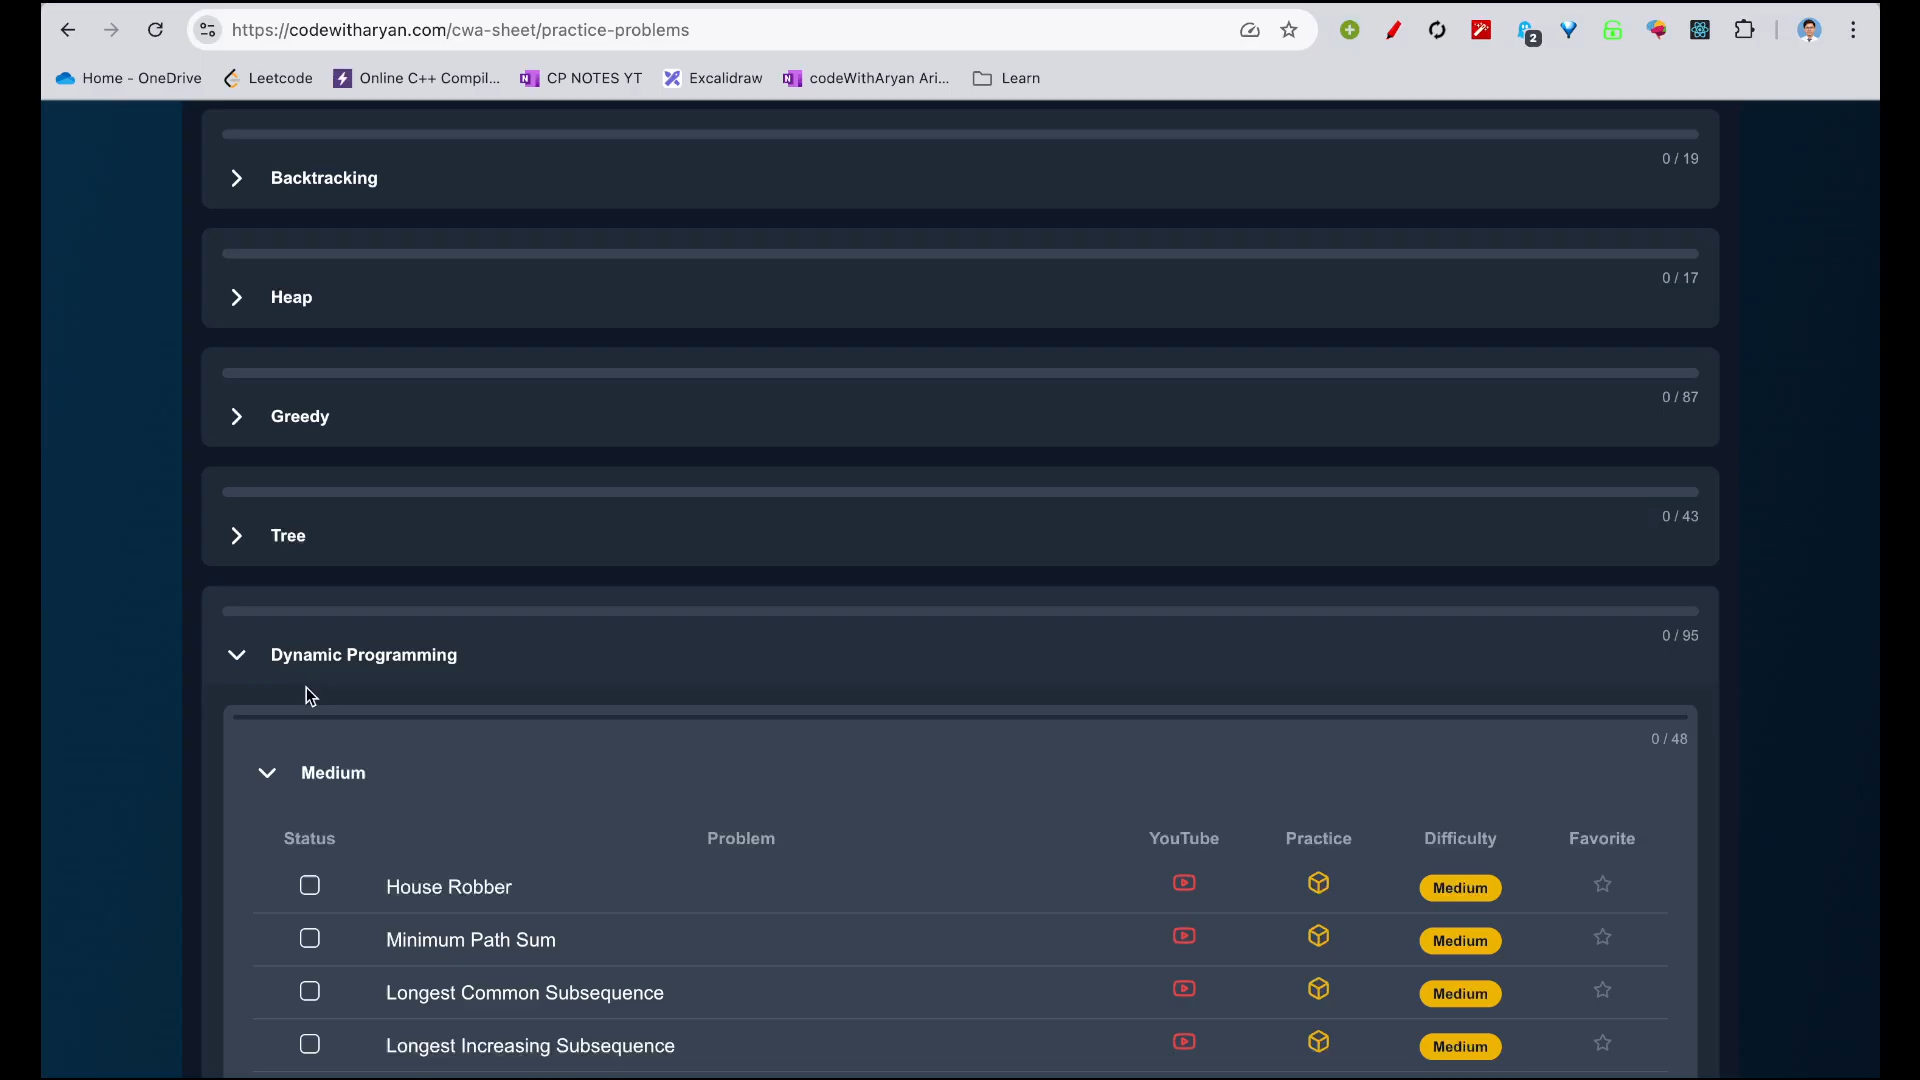 https://codewitharyan.com/cwa-sheet/practice-problems
2
Home - OneDrive Leetcode Online C++ Compil... CP NOTES YT Excalidraw codeWithAryan Ari... Learn
0 / 19
Backtracking
0 / 17
Heap
0 / 87
Greedy
0 / 43
Tree
0 / 95
Dynamic Programming
0 / 48
Medium
Status Problem YouTube Practice Difficulty Favorite
House Robber Medium
Minimum Path Sum Medium
Longest Common Subsequence Medium
Longest Increasing Subsequence Medium